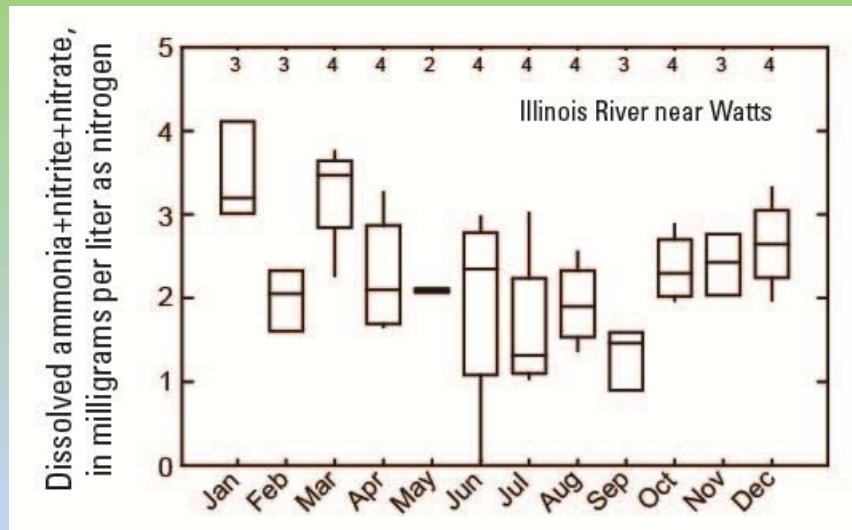 Dissolved ammonia+nitrite+nitrate,
in milligrams per liter as nitrogen
5
4
3
2
1
0
3 3 4 4 2 4 4 4 3 4 3 4
Illinois River near Watts
Jan Feb Mar Apr May Jun Jul Aug Sep Oct Nov Dec